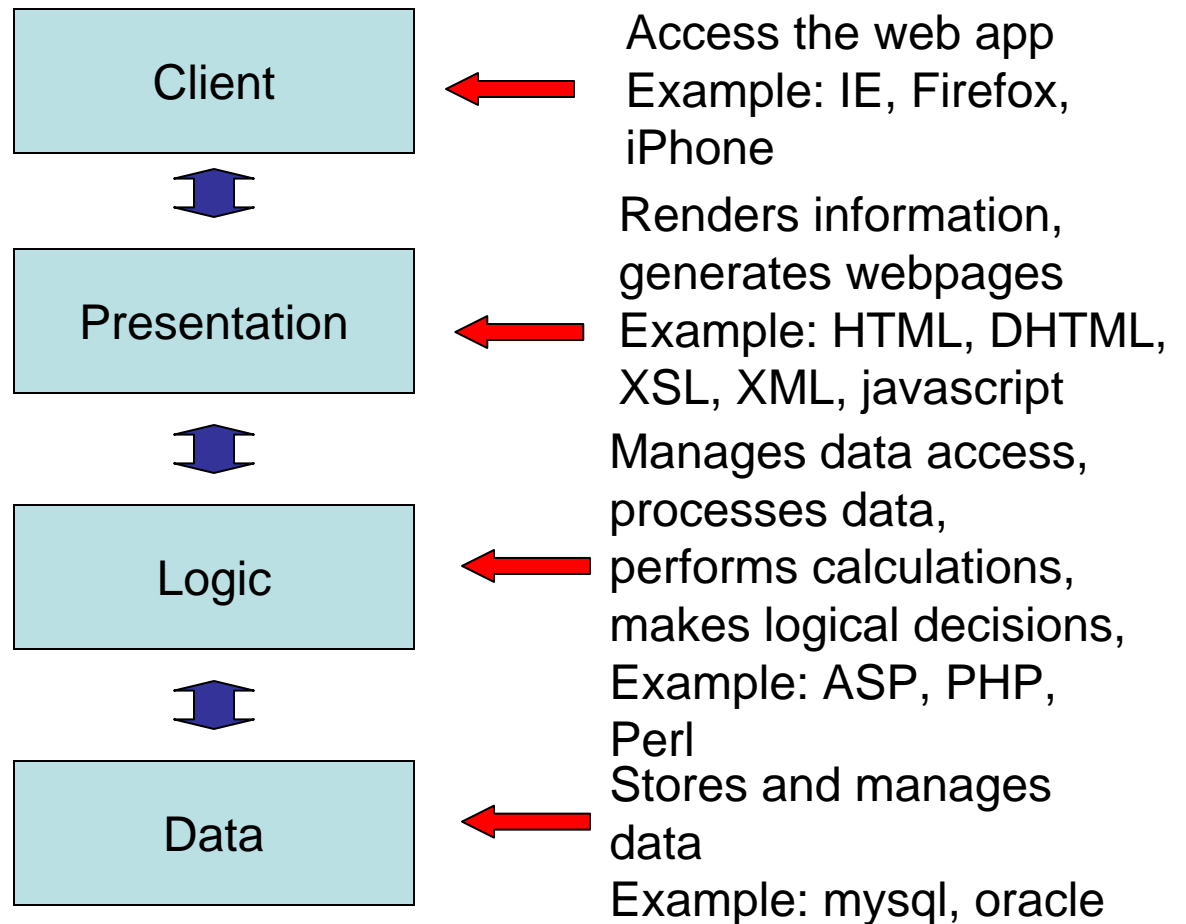 Client
Access the web app
Example: IE, Firefox,
iPhone
Presentation
Renders information,
generates webpages
Example: HTML, DHTML,
XSL, XML, javascript
Logic
Manages data access,
processes data,
performs calculations,
makes logical decisions,
Example: ASP, PHP,
Perl
Data
Stores and manages
data
Example: mysql, oracle